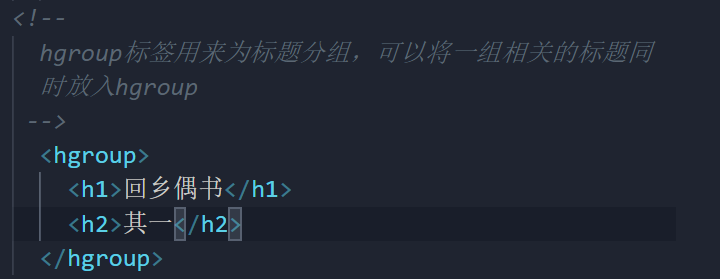 <!--
hgroup标签用来为标题分组，可以将一组相关的标题同
时放入hgroup
-->
<hgroup>
<h1>回乡偶书</h1>
<h2>其一</h2>
</hgroup>